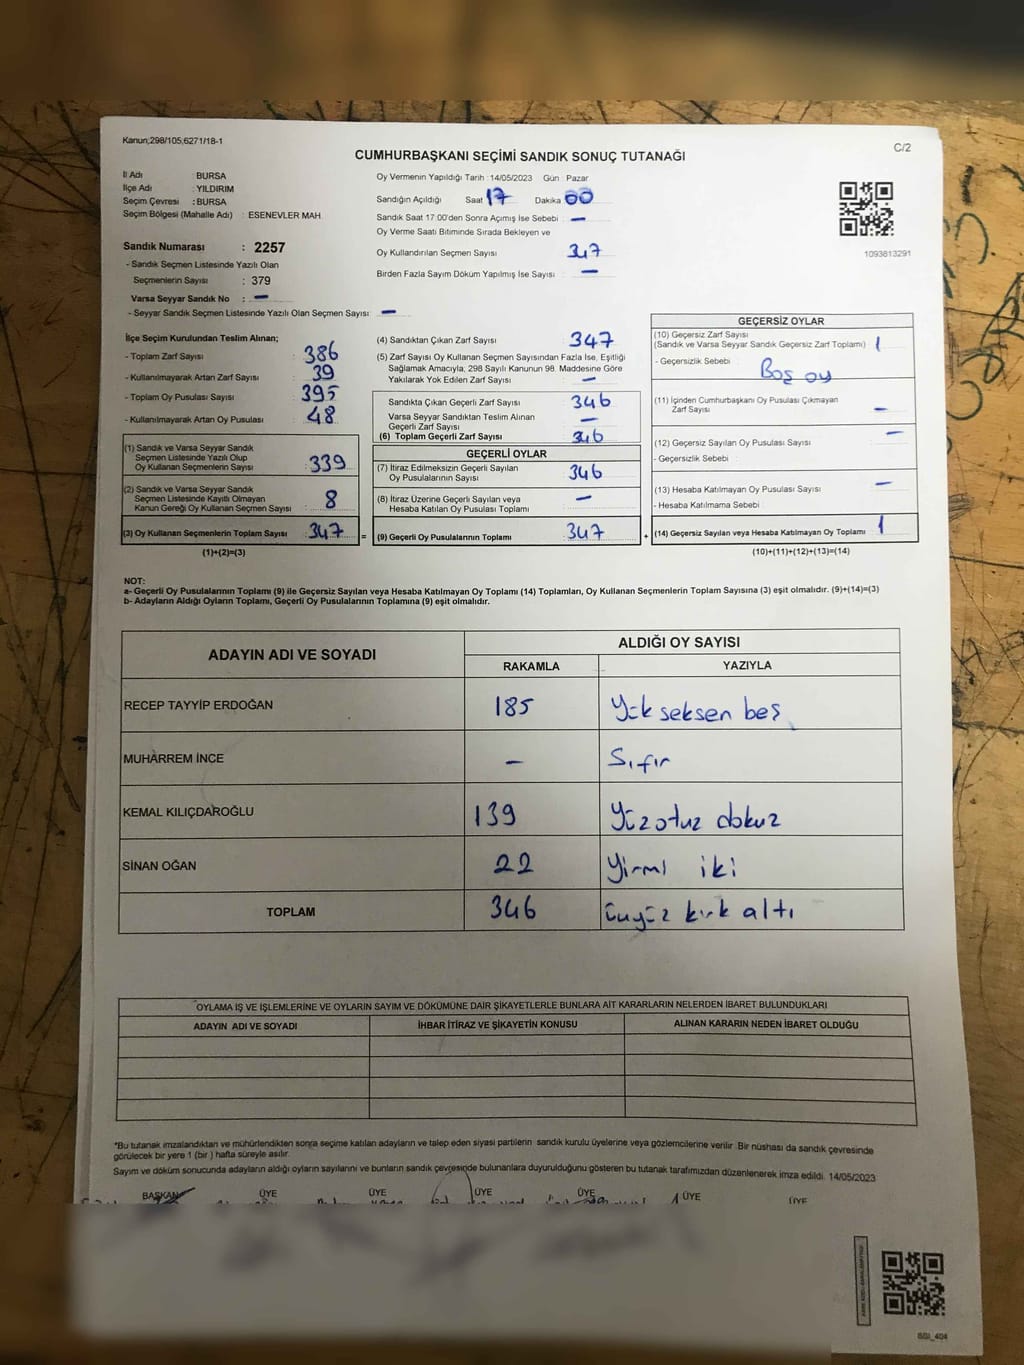 Kanun;298/105;6271/18-1
C/2
CUMHURBAŞKANI SEÇİMİ SANDIK SONUÇ TUTANAĞI
İl Adı : BURSA
İlçe Adı : YILDIRIM
Seçim Çevresi : BURSA
Seçim Bölgesi (Mahalle Adı) : ESENEVLER MAH.
Sandık Numarası : 2257
- Sandık Seçmen Listesinde Yazılı Olan
Seçmenlerin Sayısı : 379
Varsa Seyyar Sandık No : –
- Seyyar Sandık Seçmen Listesinde Yazılı Olan Seçmen Sayısı: –
Oy Vermenin Yapıldığı Tarih : 14/05/2023 Gün : Pazar
Sandığın Açıldığı Saat 17 Dakika 00
Sandık Saat 17:00'den Sonra Açımış İse Sebebi : –
Oy Verme Saati Bitiminde Sırada Bekleyen ve
Oy Kullandırılan Seçmen Sayısı : 347
Birden Fazla Sayım Döküm Yapılmış İse Sayısı : –
1093813291
İlçe Seçim Kurulundan Teslim Alınan;
- Toplam Zarf Sayısı : 386
- Kullanılmayarak Artan Zarf Sayısı : 39
- Toplam Oy Pusulası Sayısı : 395
- Kullanılmayarak Artan Oy Pusulası : 48
(1) Sandık ve Varsa Seyyar Sandık
Seçmen Listesinde Yazılı Olup
Oy Kullanan Seçmenlerin Sayısı : 339
(2) Sandık ve Varsa Seyyar Sandık
Seçmen Listesinde Kayıtlı Olmayan
Kanun Gereği Oy Kullanan Seçmen Sayısı : 8
(3) Oy Kullanan Seçmenlerin Toplam Sayısı : 347
(1)+(2)=(3)
(4) Sandıktan Çıkan Zarf Sayısı : 347
(5) Zarf Sayısı Oy Kullanan Seçmen Sayısından Fazla İse, Eşitliği
Sağlamak Amacıyla, 298 Sayılı Kanunun 98. Maddesine Göre
Yakılarak Yok Edilen Zarf Sayısı : –
Sandıkta Çıkan Geçerli Zarf Sayısı : 346
Varsa Seyyar Sandıktan Teslim Alınan
Geçerli Zarf Sayısı : –
(6) Toplam Geçerli Zarf Sayısı : 346
GEÇERLİ OYLAR
(7) İtiraz Edilmeksizin Geçerli Sayılan
Oy Pusulalarının Sayısı : 346
(8) İtiraz Üzerine Geçerli Sayılan veya
Hesaba Katılan Oy Pusulası Toplamı : –
= (9) Geçerli Oy Pusulalarının Toplamı : 347
GEÇERSİZ OYLAR
(10) Geçersiz Zarf Sayısı
(Sandık ve Varsa Seyyar Sandık Geçersiz Zarf Toplamı) : 1
- Geçersizlik Sebebi : Boş oy
(11) İçinden Cumhurbaşkanı Oy Pusulası Çıkmayan
Zarf Sayısı : –
(12) Geçersiz Sayılan Oy Pusulası Sayısı : –
- Geçersizlik Sebebi :
(13) Hesaba Katılmayan Oy Pusulası Sayısı : –
- Hesaba Katılmama Sebebi :
+ (14) Geçersiz Sayılan veya Hesaba Katılmayan Oy Toplamı : 1
(10)+(11)+(12)+(13)=(14)
NOT:
a- Geçerli Oy Pusulalarının Toplamı (9) ile Geçersiz Sayılan veya Hesaba Katılmayan Oy Toplamı (14) Toplamları, Oy Kullanan Seçmenlerin Toplam Sayısına (3) eşit olmalıdır. (9)+(14)=(3)
b- Adayların Aldığı Oyların Toplamı, Geçerli Oy Pusulalarının Toplamına (9) eşit olmalıdır.
ADAYIN ADI VE SOYADI
ALDIĞI OY SAYISI
RAKAMLA YAZIYLA
RECEP TAYYİP ERDOĞAN 185 Yük seksen beş
MUHARREM İNCE – Sıfır
KEMAL KILIÇDAROĞLU 139 Yüzotuz dokuz
SİNAN OĞAN 22 Yirmi iki
TOPLAM 346 üçyüz kırk altı
OYLAMA İŞ VE İŞLEMLERİNE VE OYLARIN SAYIM VE DÖKÜMÜNE DAİR ŞİKAYETLERLE BUNLARA AİT KARARLARIN NELERDEN İBARET BULUNDUKLARI
ADAYIN ADI VE SOYADI İHBAR İTİRAZ VE ŞİKAYETİN KONUSU ALINAN KARARIN NEDEN İBARET OLDUĞU
*Bu tutanak imzalandıktan ve mühürlendikten sonra seçime katılan adayların ve talep eden siyasi partilerin sandık kurulu üyelerine veya gözlemcilerine verilir. Bir nüshası da sandık çevresinde
görülecek bir yere 1 (bir) hafta süreyle asılır.
Sayım ve döküm sonucunda adayların aldığı oyların sayılarını ve bunların sandık çevresinde bulunanlara duyurulduğunu gösteren bu tutanak tarafımızdan düzenlenerek imza edildi. 14/05/2023
BAŞKAN ÜYE ÜYE ÜYE ÜYE ÜYE ÜYE